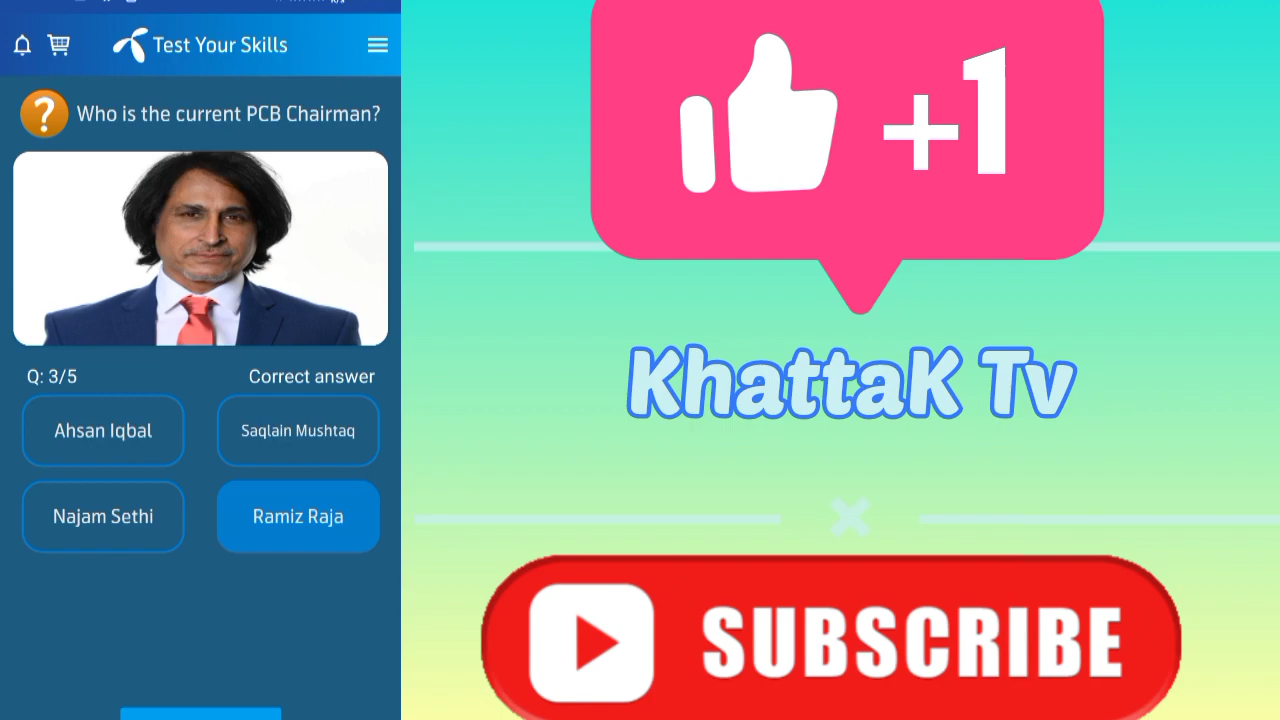 Test Your Skills
?
Who is the current PCB Chairman?
Q: 3/5
Correct answer
Ahsan Iqbal
Saqlain Mushtaq
Najam Sethi
Ramiz Raja
+1
KhattaK Tv
SUBSCRIBE